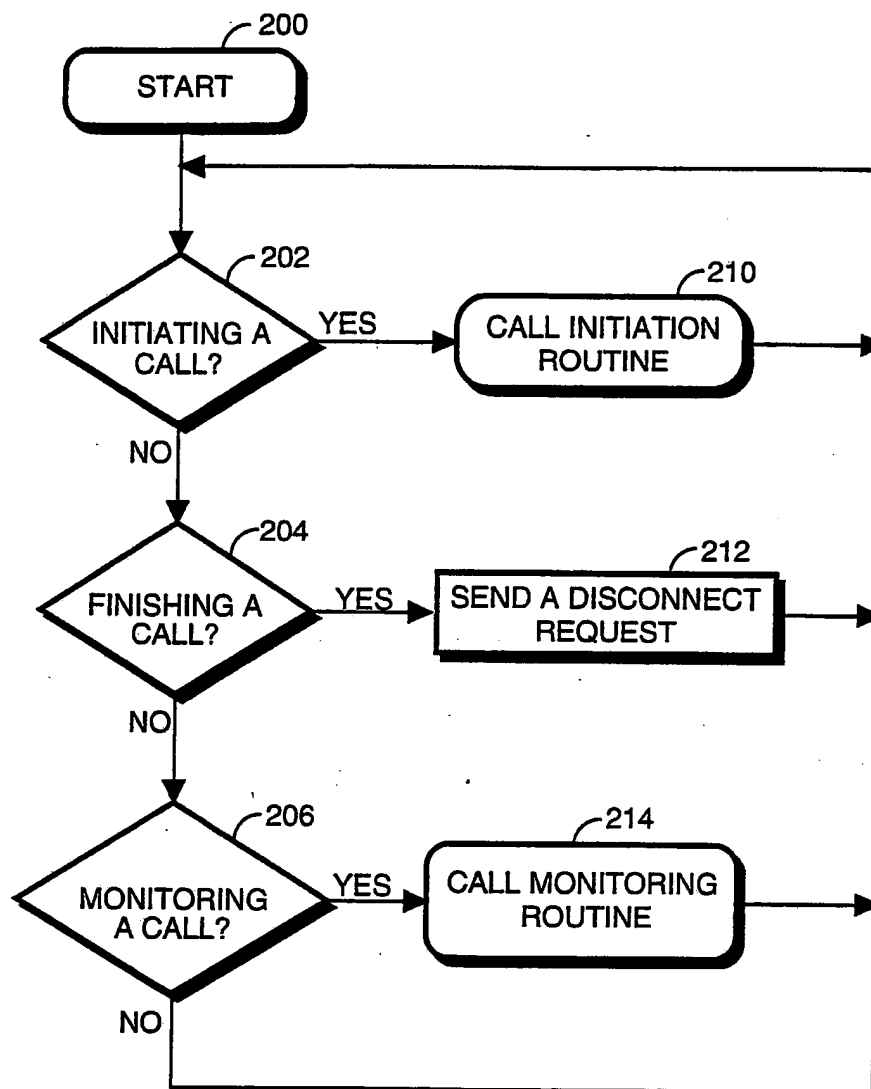 200
START
202
INITIATING A
CALL?
YES
210
CALL INITIATION
ROUTINE
NO
204
FINISHING A
CALL?
YES
212
SEND A DISCONNECT
REQUEST
NO
206
MONITORING
A CALL?
YES
214
CALL MONITORING
ROUTINE
NO